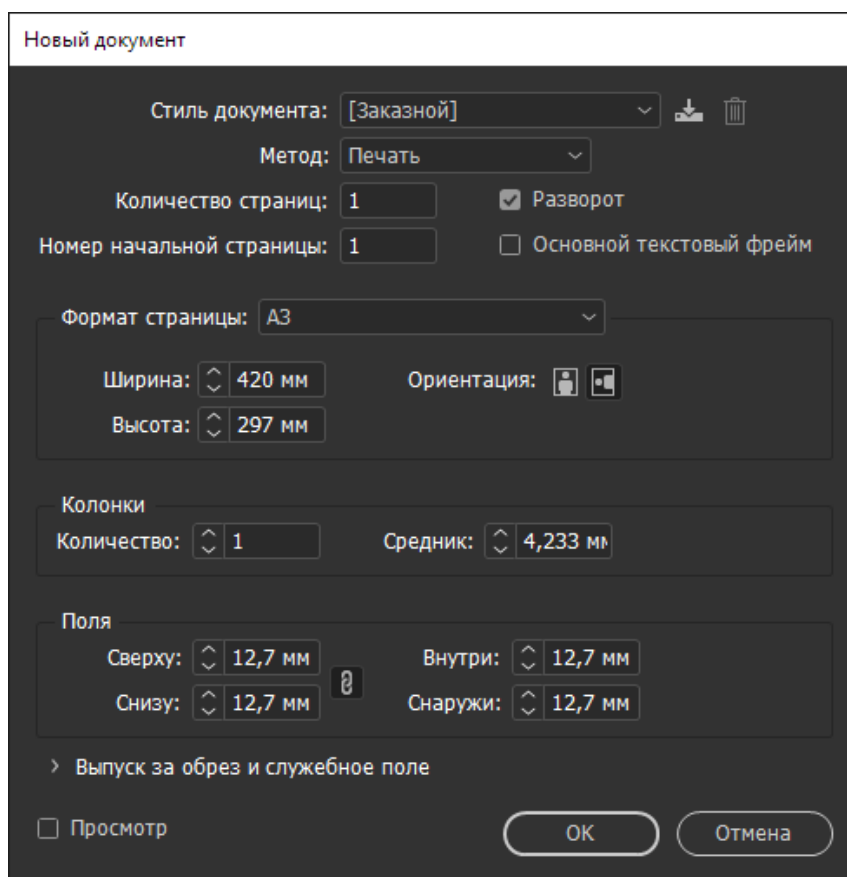 Новый документ
Стиль документа: [Заказной]
Метод: Печать
Количество страниц: 1 Разворот
Номер начальной страницы: 1 Основной текстовый фрейм
Формат страницы: A3
Ширина: 420 мм Ориентация:
Высота: 297 мм
Колонки
Количество: 1 Средник: 4,233 мм
Поля
Сверху: 12,7 мм Внутри: 12,7 мм
Снизу: 12,7 мм Снаружи: 12,7 мм
Выпуск за обрез и служебное поле
Просмотр OK Отмена